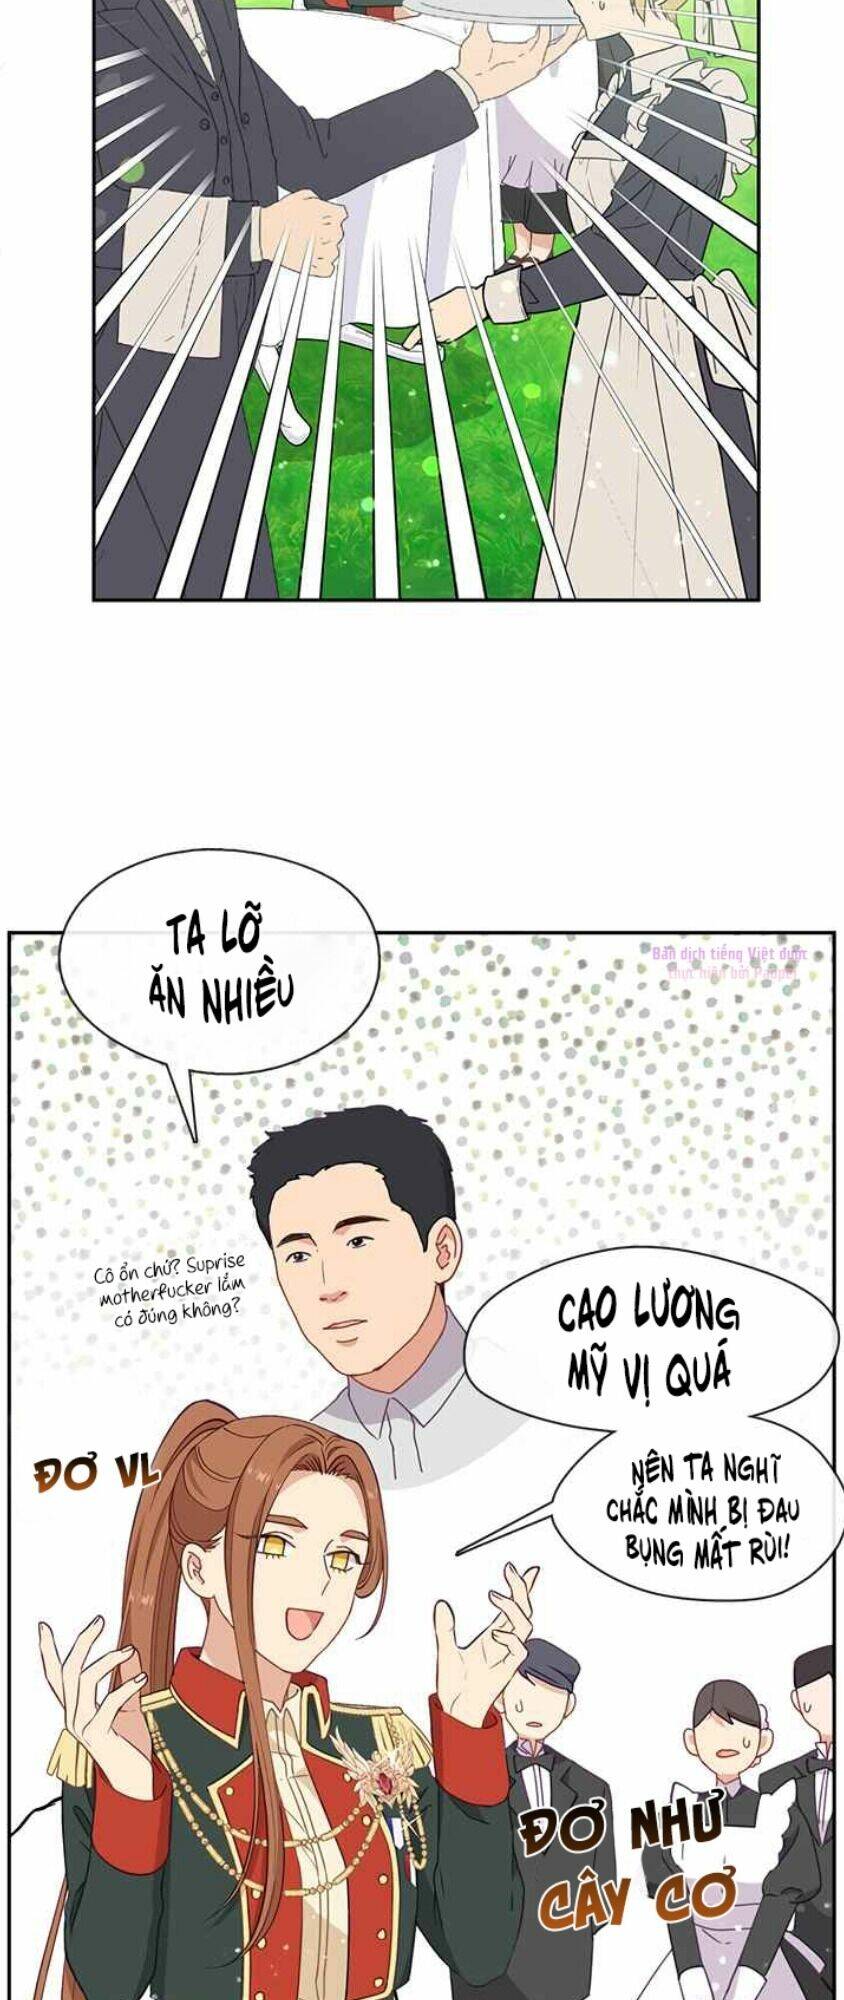 TA LỠ
ĂN NHIỀU
Bản dịch tiếng Việt được
thực hiện bởi Paupei
Cô ổn chứ? Suprise
motherfucker lắm
có đúng không?
CAO LƯƠNG
MỸ VỊ QUÁ
NÊN TA NGHĨ
CHẮC MÌNH BỊ ĐAU
BỤNG MẤT RÙI!
ĐƠ VL
ĐƠ NHƯ
CÂY CƠ